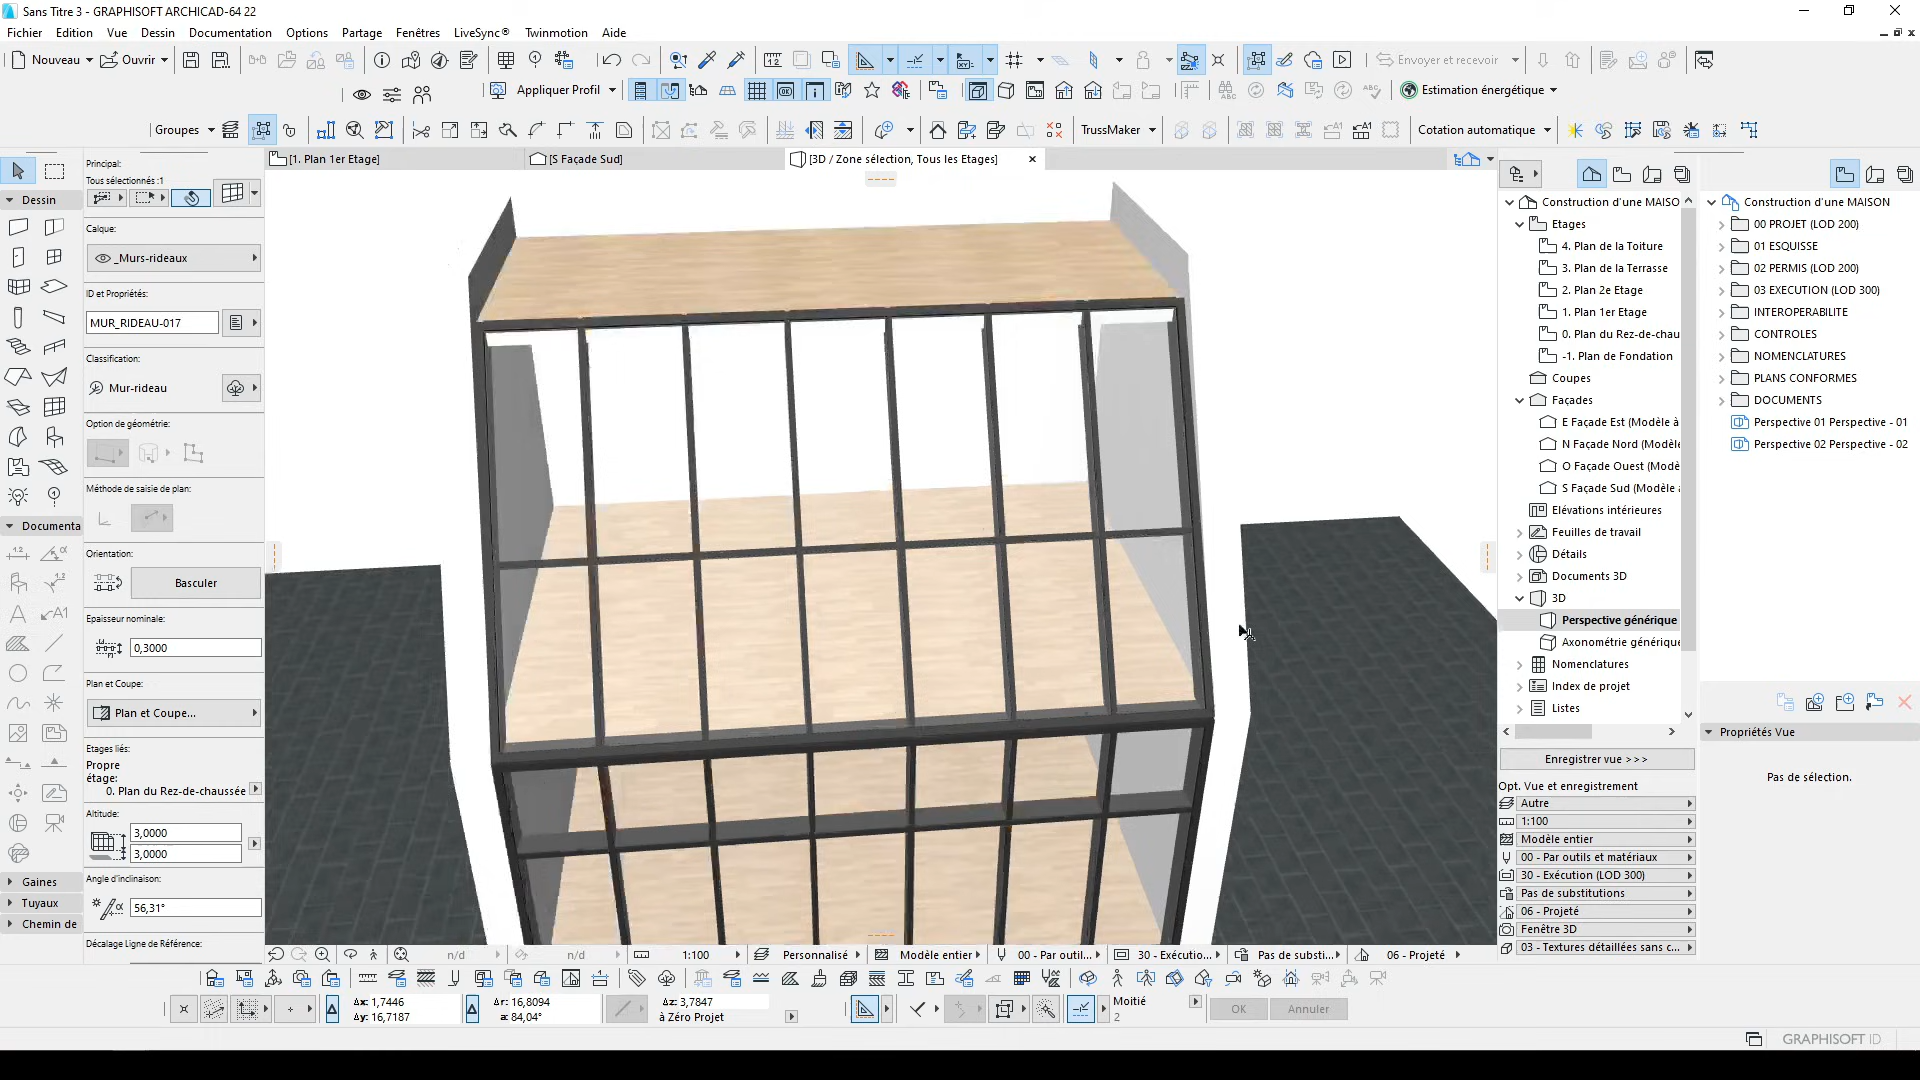 Sans Titre 3 - GRAPHISOFT ARCHICAD-64 22
Fichier Edition Vue Dessin Documentation Options Partage Fenêtres LiveSync® Twinmotion Aide
Nouveau Ouvrir Envoyer et recevoir
Appliquer Profil Estimation énergétique
Groupes TrussMaker Cotation automatique
[1. Plan 1er Etage] [S Façade Sud] [3D / Zone sélection, Tous les Etages]
Dessin
Documenta
Gaines
Tuyaux
Chemin de
Principal:
Tous sélectionnés :1
Calque:
_Murs-rideaux
ID et Propriétés:
MUR_RIDEAU-017
Classification:
Mur-rideau
Option de géométrie:
Méthode de saisie de plan:
Orientation:
Basculer
Epaisseur nominale:
0,3000
Plan et Coupe:
Plan et Coupe...
Etages liés:
Propre
étage:
0. Plan du Rez-de-chaussée
Altitude:
3,0000
3,0000
Angle d'inclinaison:
56,31°
Décalage Ligne de Référence:
Construction d'une MAISO
Etages
4. Plan de la Toiture
3. Plan de la Terrasse
2. Plan 2e Etage
1. Plan 1er Etage
0. Plan du Rez-de-chau
-1. Plan de Fondation
Coupes
Façades
E Façade Est (Modèle à
N Façade Nord (Modèle
O Façade Ouest (Modè
S Façade Sud (Modèle à
Elévations intérieures
Feuilles de travail
Détails
Documents 3D
3D
Perspective générique
Axonométrie générique
Nomenclatures
Index de projet
Listes
Enregistrer vue >>>
Opt. Vue et enregistrement
Autre
1:100
Modèle entier
00 - Par outils et matériaux
30 - Exécution (LOD 300)
Pas de substitutions
06 - Projeté
Fenêtre 3D
03 - Textures détaillées sans c...
Construction d'une MAISON
00 PROJET (LOD 200)
01 ESQUISSE
02 PERMIS (LOD 200)
03 EXECUTION (LOD 300)
INTEROPERABILITE
CONTROLES
NOMENCLATURES
PLANS CONFORMES
DOCUMENTS
Perspective 01 Perspective - 01
Perspective 02 Perspective - 02
Propriétés Vue
Pas de sélection.
n/d n/d 1:100 Personnalisé Modèle entier 00 - Par outil... 30 - Exécutio... Pas de substi... 06 - Projeté
Δx: 1,7446 Δr: 16,8094 Δz: 3,7847 Moitié
Δy: 16,7187 a: 84,04° à Zéro Projet 2
OK Annuler
GRAPHISOFT ID